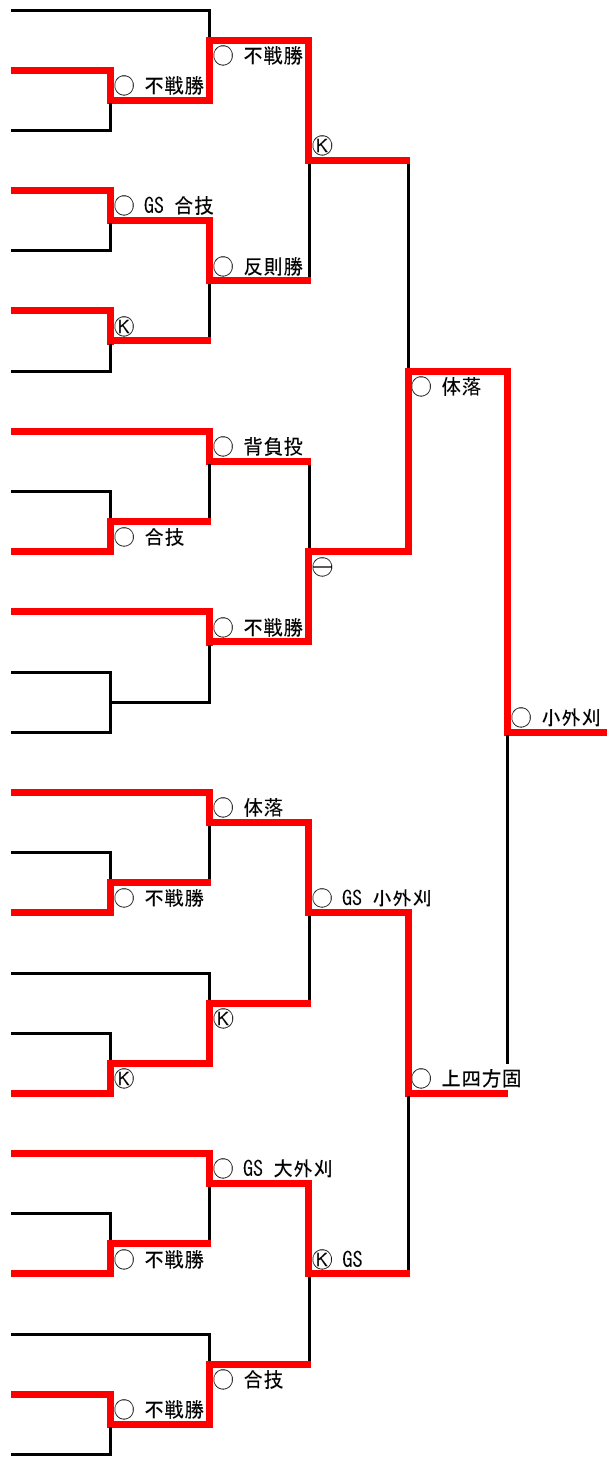 ○ 不戦勝
○ 不戦勝
Ⓚ
○ GS 合技
○ 反則勝
Ⓚ
○ 体落
○ 背負投
○ 合技
㊀
○ 不戦勝
○ 小外刈
○ 体落
○ 不戦勝
○ GS 小外刈
Ⓚ
Ⓚ
○ 上四方固
○ GS 大外刈
○ 不戦勝
Ⓚ GS
○ 合技
○ 不戦勝